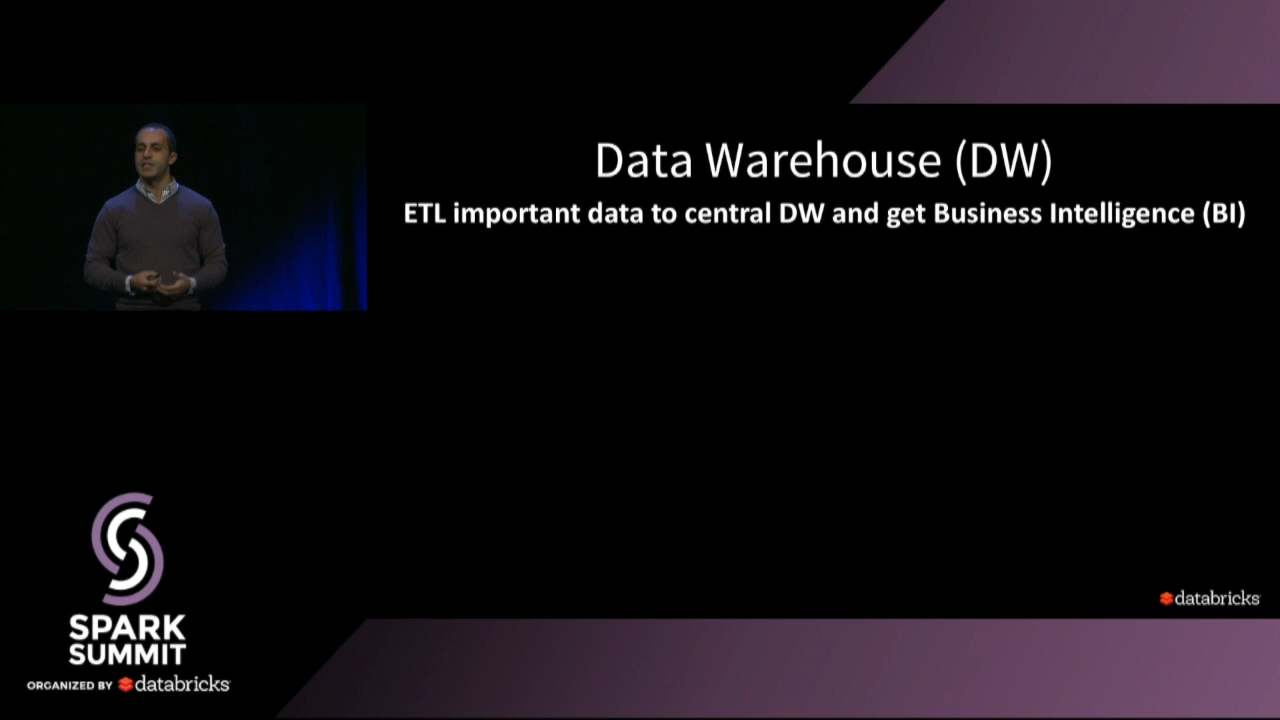 Data Warehouse (DW)
ETL important data to central DW and get Business Intelligence (BI)
databricks
SPARK
SUMMIT
ORGANIZED BY databricks